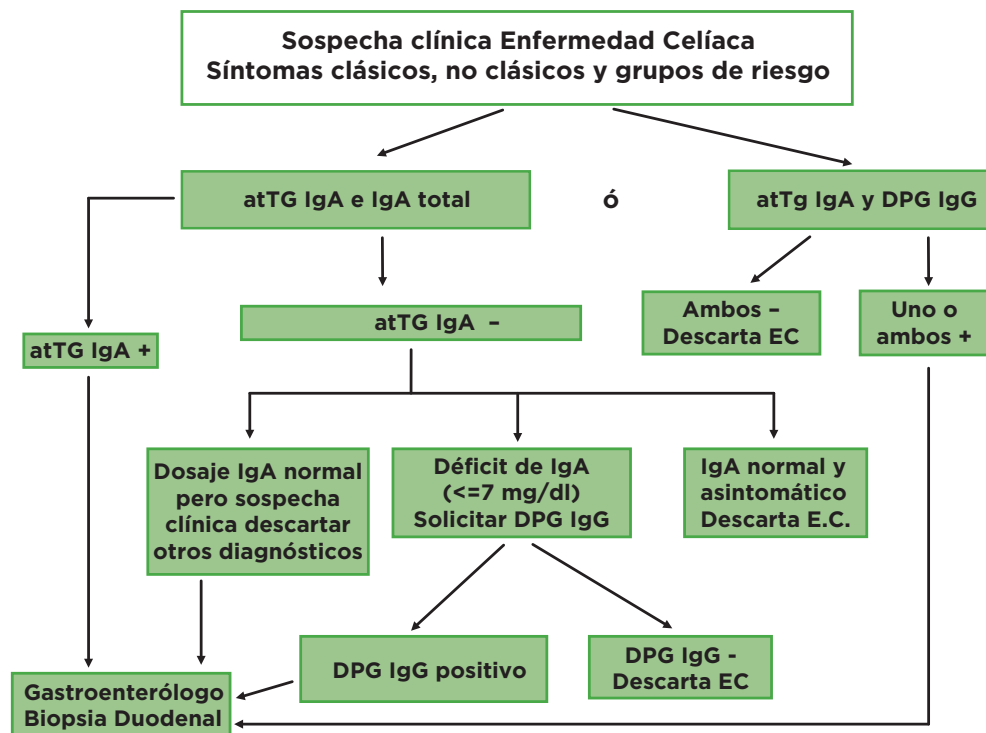 Sospecha clínica Enfermedad Celíaca
Síntomas clásicos, no clásicos y grupos de riesgo
atTG IgA e IgA total
ó
atTg IgA y DPG IgG
atTG IgA +
atTG IgA –
Ambos –
Descarta EC
Uno o
ambos +
Dosaje IgA normal
pero sospecha
clínica descartar
otros diagnósticos
Déficit de IgA
(<=7 mg/dl)
Solicitar DPG IgG
IgA normal y
asintomático
Descarta E.C.
DPG IgG positivo
DPG IgG -
Descarta EC
Gastroenterólogo
Biopsia Duodenal